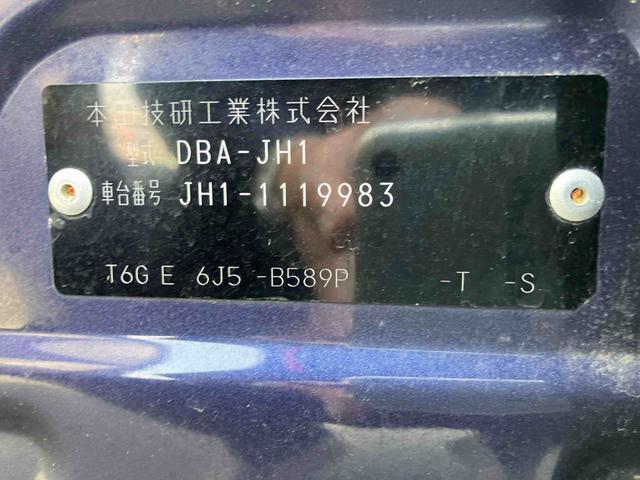 本田技研工業株式会社
型式 DBA-JH1
車台番号 JH1-1119983
T6G E 6J5 -B589P -T -S